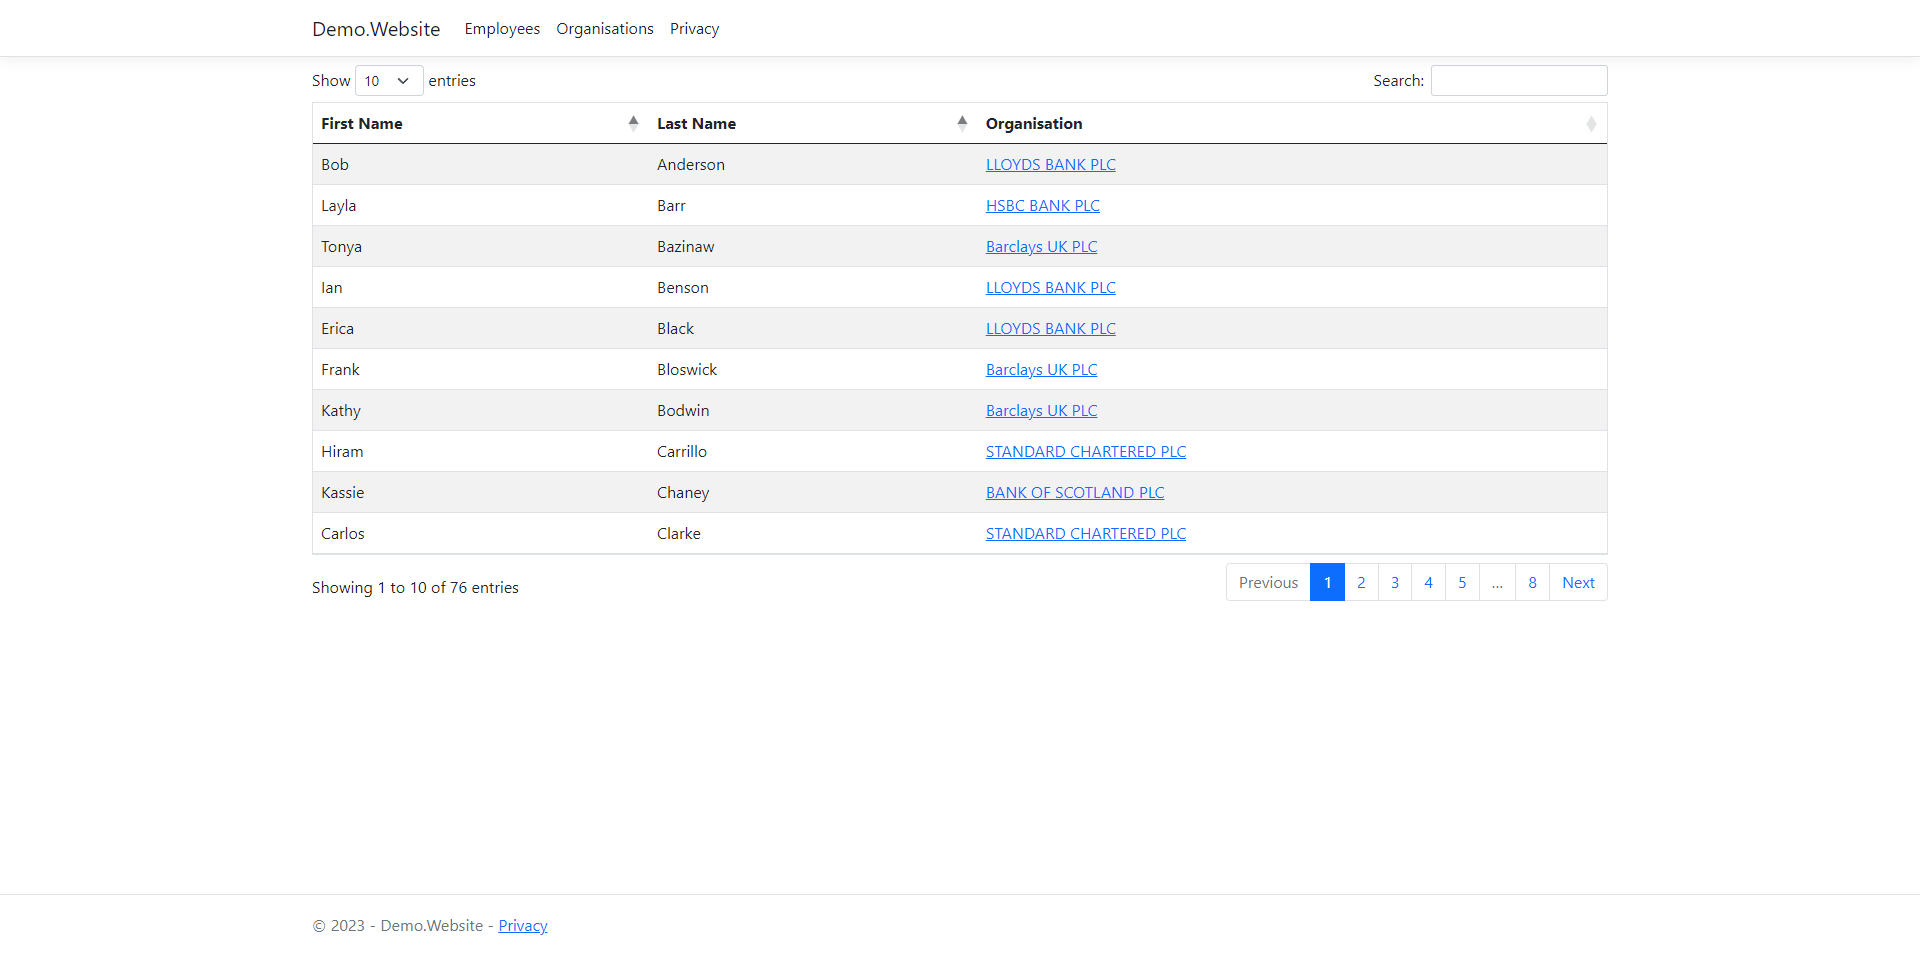 Demo.Website Employees Organisations Privacy
Show 10 entries Search:
First Name Last Name Organisation
Bob Anderson LLOYDS BANK PLC
Layla Barr HSBC BANK PLC
Tonya Bazinaw Barclays UK PLC
Ian Benson LLOYDS BANK PLC
Erica Black LLOYDS BANK PLC
Frank Bloswick Barclays UK PLC
Kathy Bodwin Barclays UK PLC
Hiram Carrillo STANDARD CHARTERED PLC
Kassie Chaney BANK OF SCOTLAND PLC
Carlos Clarke STANDARD CHARTERED PLC
Showing 1 to 10 of 76 entries Previous 1 2 3 4 5 … 8 Next
© 2023 - Demo.Website - Privacy